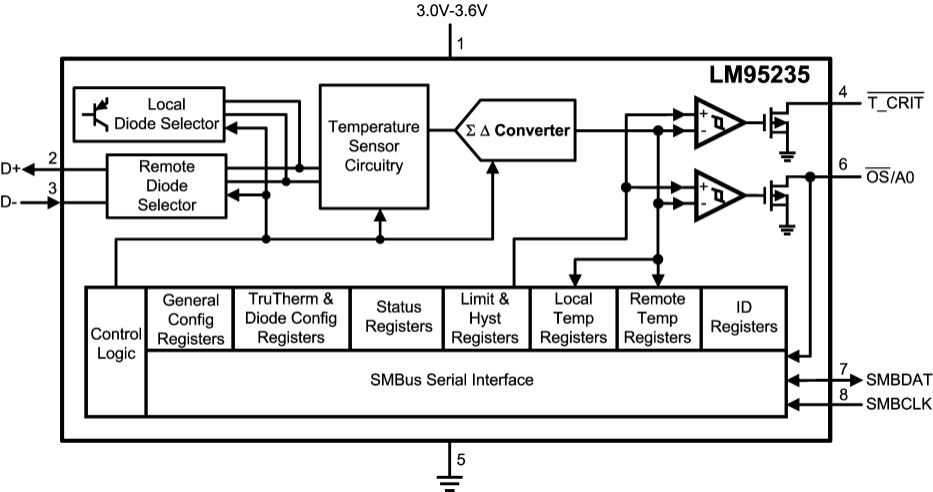 3.0V-3.6V
1
LM95235
Local
Diode Selector
Temperature
Sensor
Circuitry
Σ Δ Converter
+
-
4
T_CRIT
D+
2
Remote
Diode
Selector
D-
3
+
-
6
OS/A0
Control
Logic
General
Config
Registers
TruTherm &
Diode Config
Registers
Status
Registers
Limit &
Hyst
Registers
Local
Temp
Registers
Remote
Temp
Registers
ID
Registers
SMBus Serial Interface
7
SMBDAT
8
SMBCLK
5